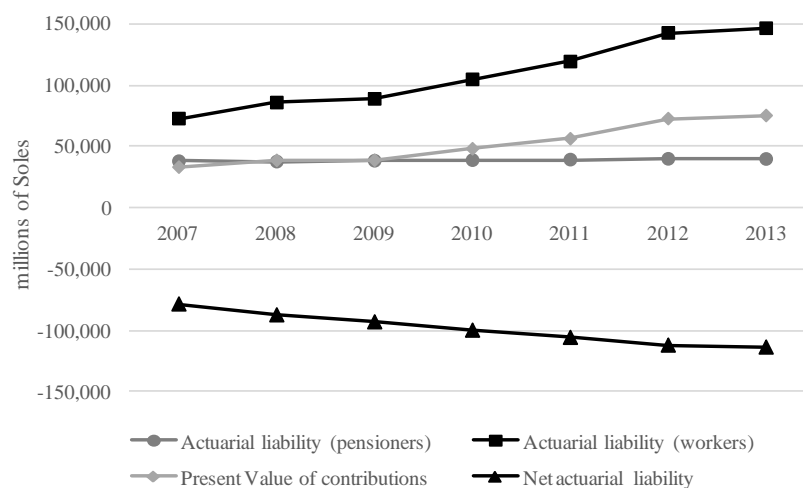 150,000
100,000
50,000
0
-50,000
-100,000
-150,000
millions of Soles
2007 2008 2009 2010 2011 2012 2013
Actuarial liability (pensioners) Actuarial liability (workers)
Present Value of contributions Net actuarial liability